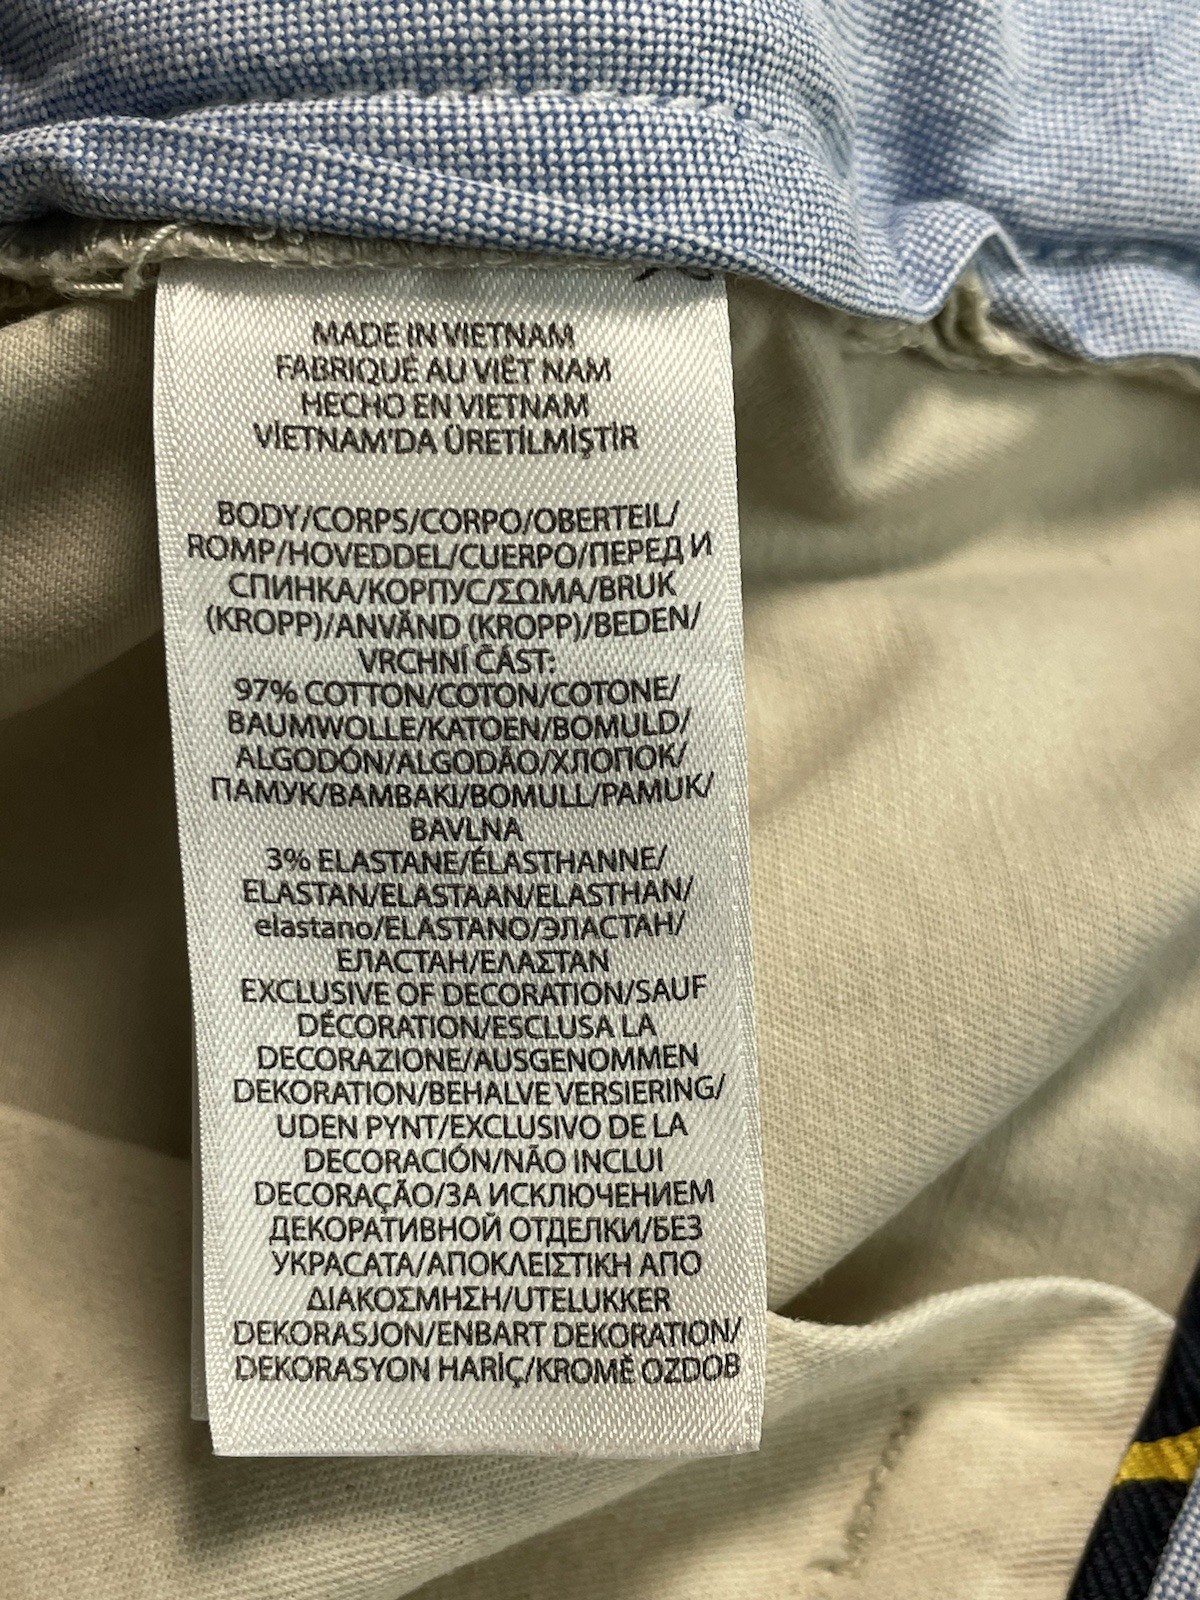 MADE IN VIETNAM
FABRIQUÉ AU VIÊT NAM
HECHO EN VIETNAM
VİETNAM'DA ÜRETİLMİŞTİR
BODY/CORPS/CORPO/OBERTEIL/
ROMP/HOVEDDEL/CUERPO/ПЕРЕД И
СПИНКА/КОРПУС/ΣΩΜΑ/BRUK
(KROPP)/ANVÄND (KROPP)/BEDEN/
VRCHNÍ ČÁST:
97% COTTON/COTON/COTONE/
BAUMWOLLE/KATOEN/BOMULD/
ALGODÓN/ALGODÃO/ХЛОПОК/
ПАМУК/BAMBAKI/BOMULL/PAMUK/
BAVLNA
3% ELASTANE/ÉLASTHANNE/
ELASTAN/ELASTAAN/ELASTHAN/
elastano/ELASTANO/ЭЛАСТАН/
ЕЛАСТАН/ΕΛΑΣΤΑΝ
EXCLUSIVE OF DECORATION/SAUF
DÉCORATION/ESCLUSA LA
DECORAZIONE/AUSGENOMMEN
DEKORATION/BEHALVE VERSIERING/
UDEN PYNT/EXCLUSIVO DE LA
DECORACIÓN/NÃO INCLUI
DECORAÇÃO/ЗА ИСКЛЮЧЕНИЕМ
ДЕКОРАТИВНОЙ ОТДЕЛКИ/БЕЗ
УКРАСАТА/ΑΠΟΚΛΕΙΣΤΙΚΗ ΑΠΟ
ΔΙΑΚΟΣΜΗΣΗ/UTELUKKER
DEKORASJON/ENBART DEKORATION/
DEKORASYON HARİÇ/KROMĚ OZDOB